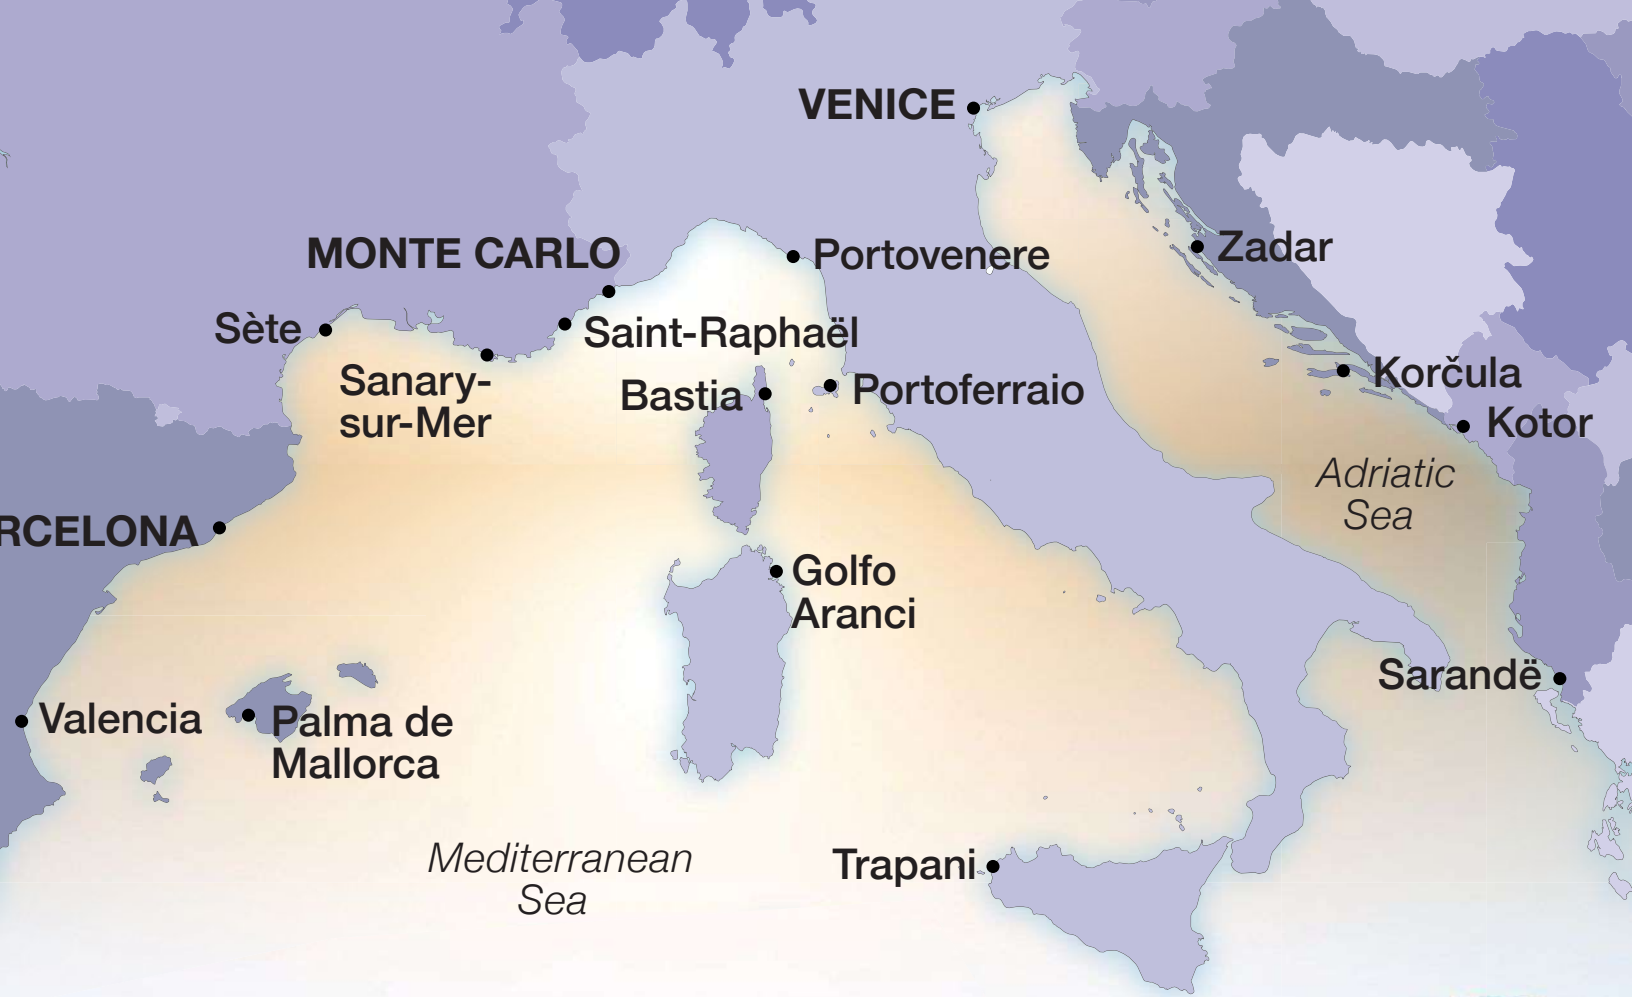 VENICE
Zadar
MONTE CARLO
Portovenere
Sète
Saint-Raphaël
Sanary-
sur-Mer
Bastia
Portoferraio
Korčula
Kotor
Adriatic
Sea
RCELONA
Golfo
Aranci
Sarandë
Valencia
Palma de
Mallorca
Mediterranean
Sea
Trapani